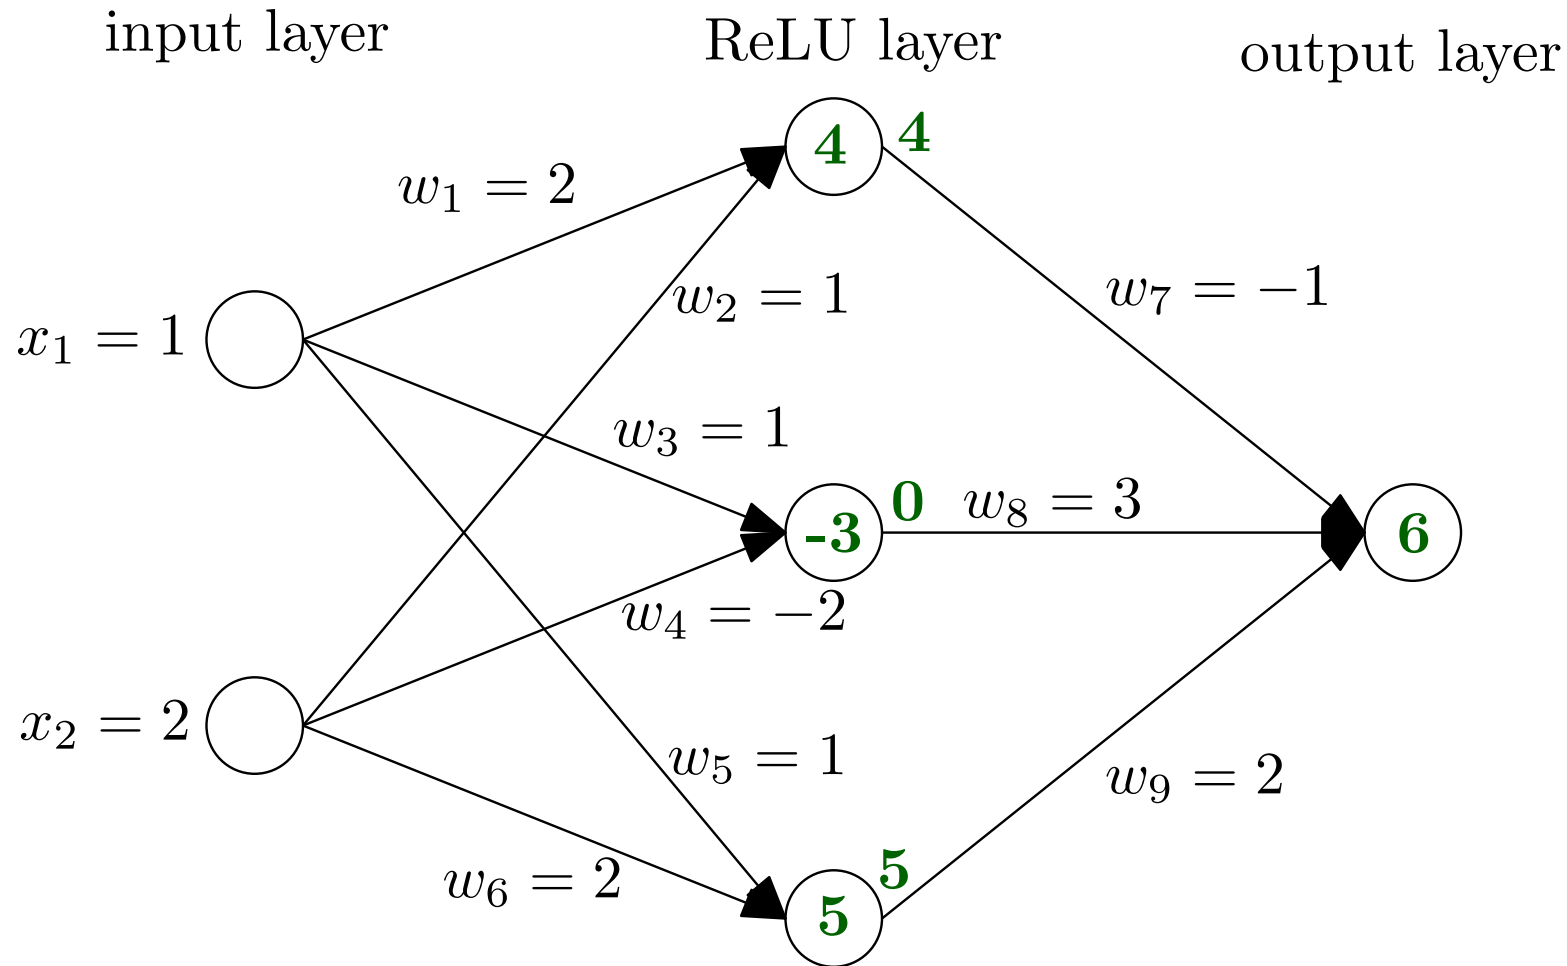 input layer
ReLU layer
output layer
4
4
w₁ = 2
w₂ = 1
w₇ = −1
x₁ = 1
w₃ = 1
-3
0
w₈ = 3
6
w₄ = −2
x₂ = 2
w₅ = 1
w₉ = 2
w₆ = 2
5
5